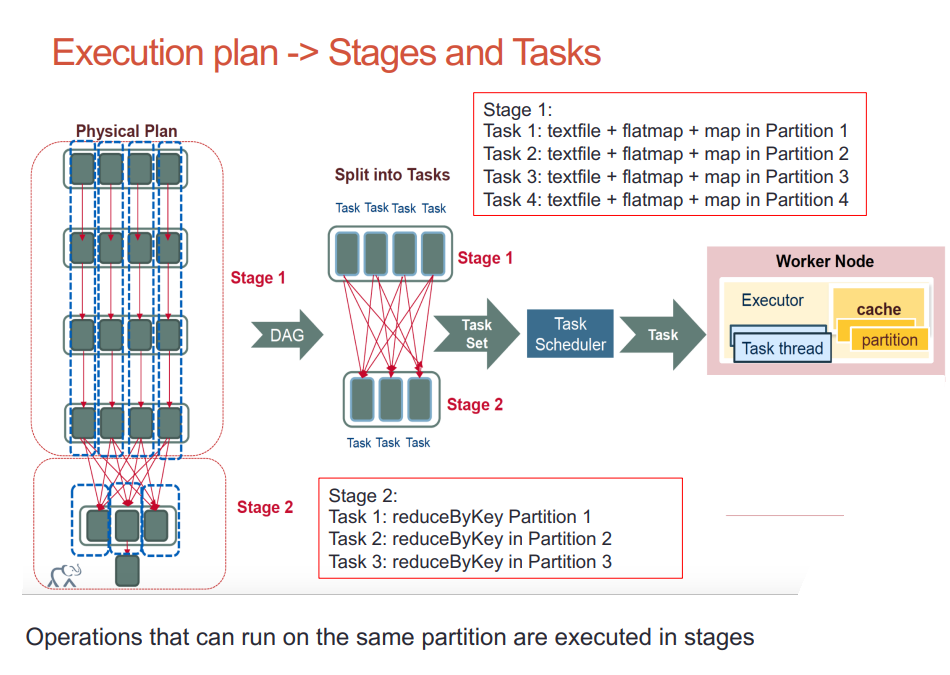 Execution plan -> Stages and Tasks
Physical Plan
Stage 1
Stage 2
DAG
Split into Tasks
Task Task Task Task
Stage 1
Stage 2
Task Task Task
Task
Set
Task
Scheduler
Task
Stage 1:
Task 1: textfile + flatmap + map in Partition 1
Task 2: textfile + flatmap + map in Partition 2
Task 3: textfile + flatmap + map in Partition 3
Task 4: textfile + flatmap + map in Partition 4
Worker Node
Executor
Task thread
cache
partition
Stage 2:
Task 1: reduceByKey Partition 1
Task 2: reduceByKey in Partition 2
Task 3: reduceByKey in Partition 3
Operations that can run on the same partition are executed in stages